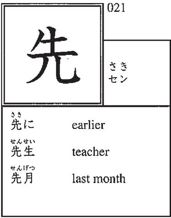 021
先
さき
セン
さき
先に earlier
せんせい
先生 teacher
せんげつ
先月 last month